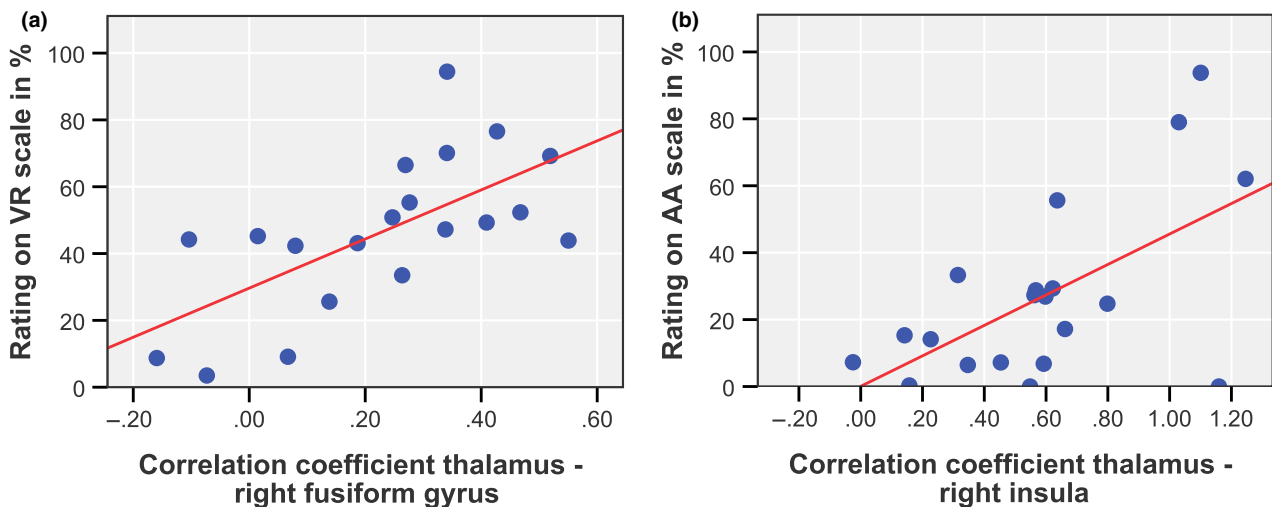 (a)
Rating on VR scale in %
100
80
60
40
20
0
–.20 .00 .20 .40 .60
Correlation coefficient thalamus -
right fusiform gyrus
(b)
Rating on AA scale in %
100
80
60
40
20
0
–.20 .00 .20 .40 .60 .80 1.00 1.20
Correlation coefficient thalamus -
right insula